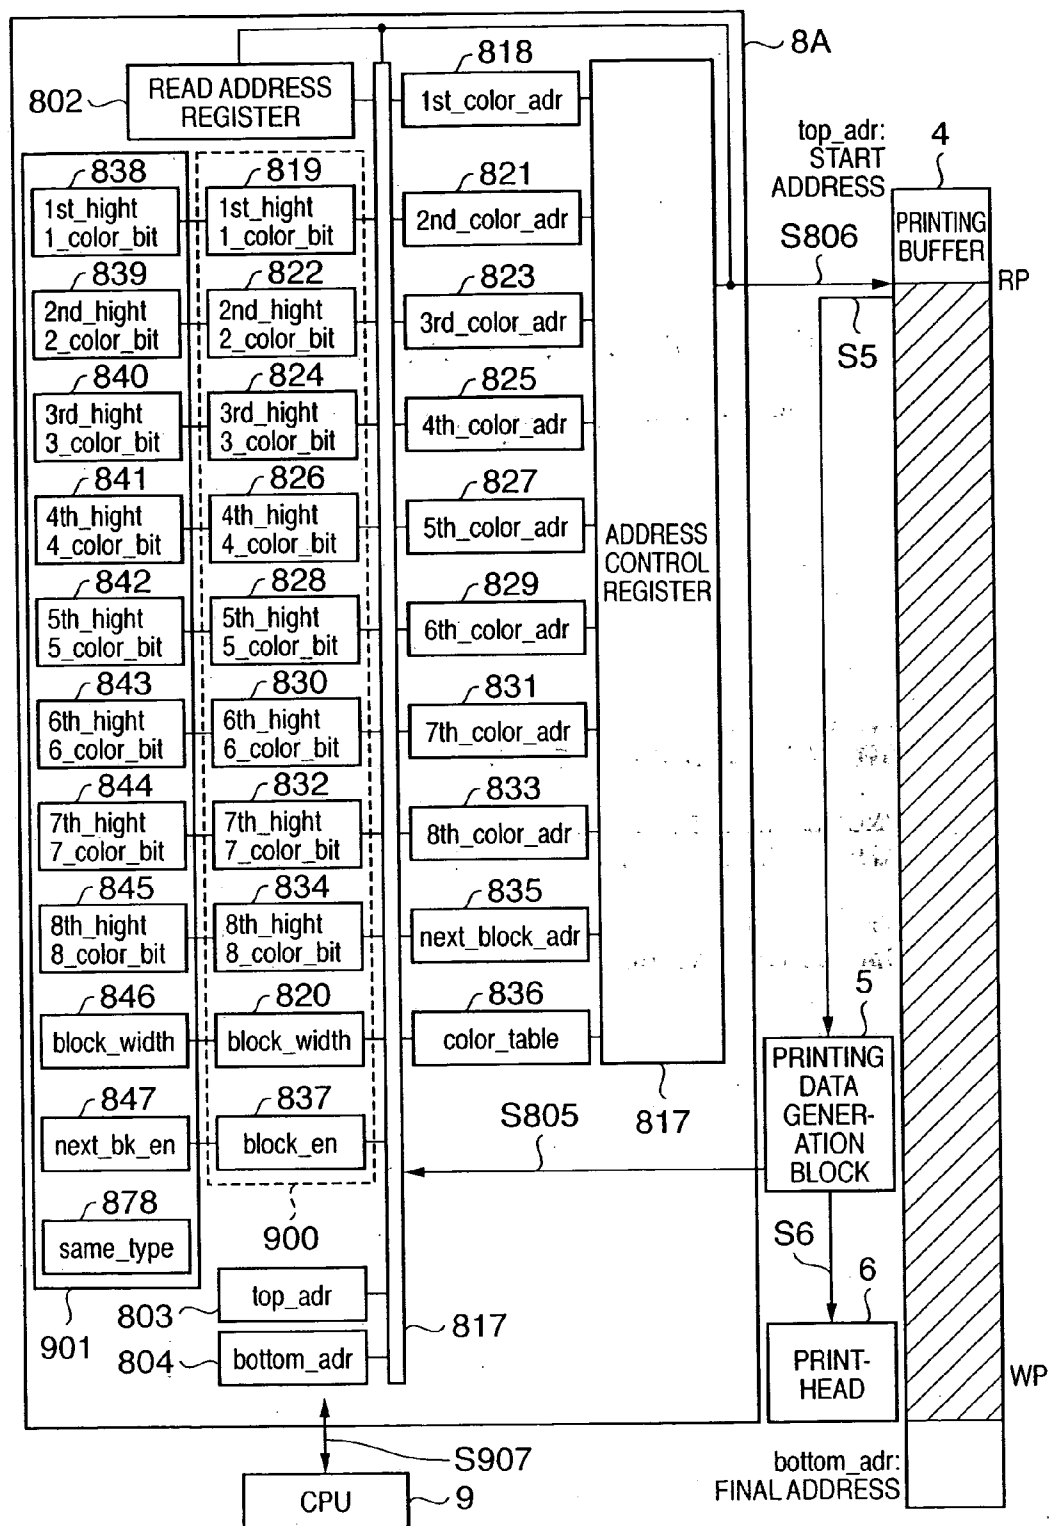 8A
802
READ ADDRESS
REGISTER
818
1st_color_adr
838
1st_hight
1_color_bit
819
1st_hight
1_color_bit
821
2nd_color_adr
839
2nd_hight
2_color_bit
822
2nd_hight
2_color_bit
823
3rd_color_adr
840
3rd_hight
3_color_bit
824
3rd_hight
3_color_bit
825
4th_color_adr
841
4th_hight
4_color_bit
826
4th_hight
4_color_bit
827
5th_color_adr
842
5th_hight
5_color_bit
828
5th_hight
5_color_bit
829
6th_color_adr
843
6th_hight
6_color_bit
830
6th_hight
6_color_bit
831
7th_color_adr
844
7th_hight
7_color_bit
832
7th_hight
7_color_bit
833
8th_color_adr
845
8th_hight
8_color_bit
834
8th_hight
8_color_bit
835
next_block_adr
846
block_width
820
block_width
836
color_table
847
next_bk_en
837
block_en
878
same_type
900
901
803
top_adr
804
bottom_adr
817
ADDRESS
CONTROL
REGISTER
817
S805
top_adr:
START
ADDRESS
4
PRINTING
BUFFER
S806
RP
S5
5
PRINTING
DATA
GENER-
ATION
BLOCK
S6
6
PRINT-
HEAD
WP
bottom_adr:
FINAL ADDRESS
S907
CPU
9